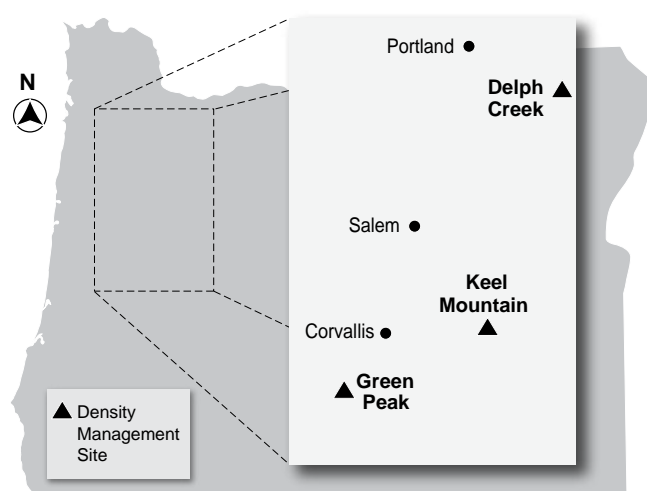 Portland
N
Delph
Creek
Salem
Keel
Mountain
Corvallis
Green
Peak
Density
Management
Site